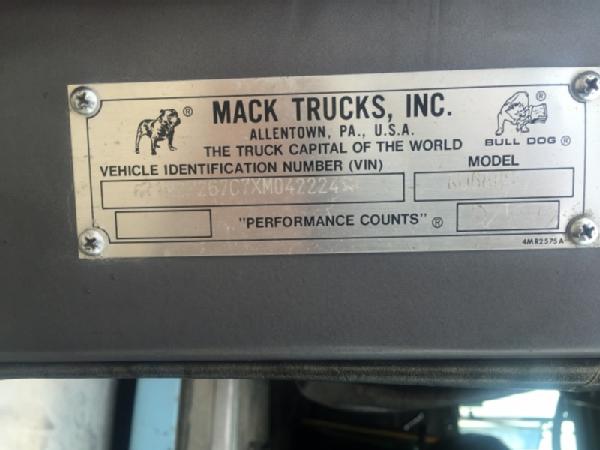 MACK TRUCKS, INC.
ALLENTOWN, PA., U.S.A.
THE TRUCK CAPITAL OF THE WORLD
BULL DOG ®
VEHICLE IDENTIFICATION NUMBER (VIN)
MODEL
"PERFORMANCE COUNTS" ®
4MR2575A